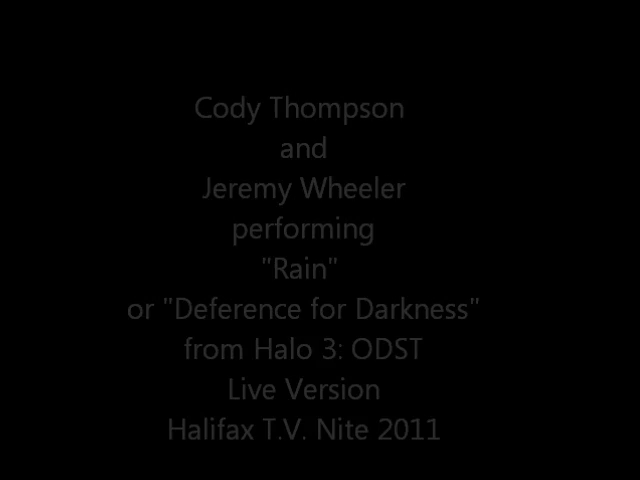 Cody Thompson
and
Jeremy Wheeler
performing
"Rain"
or "Deference for Darkness"
from Halo 3: ODST
Live Version
Halifax T.V. Nite 2011